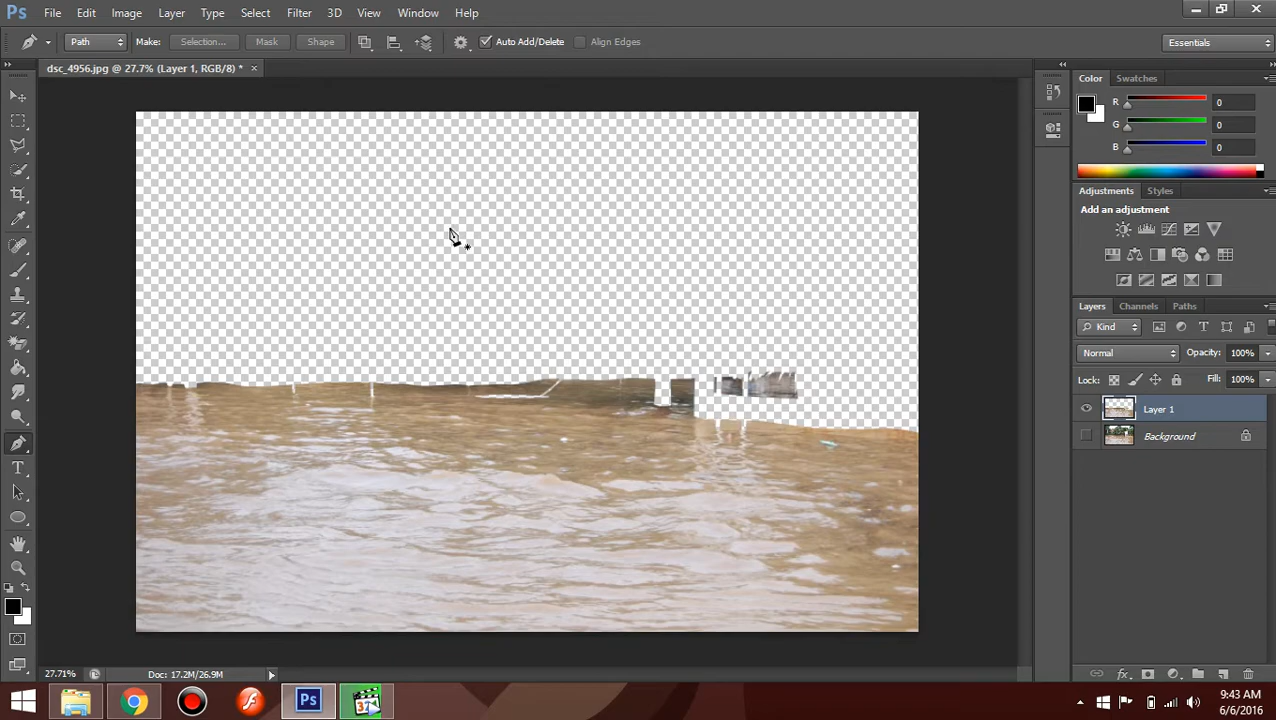 Ps File Edit Image Layer Type Select Filter 3D View Window Help
Path Make: Selection... Mask Shape Auto Add/Delete Align Edges Essentials
dsc_4956.jpg @ 27.7% (Layer 1, RGB/8) *
Color Swatches
R 0
G 0
B 0
Adjustments Styles
Add an adjustment
Layers Channels Paths
Kind
Normal Opacity: 100%
Lock: Fill: 100%
Layer 1
Background
27.71% Doc: 17.2M/26.9M
Ps 37
9:43 AM
6/6/2016